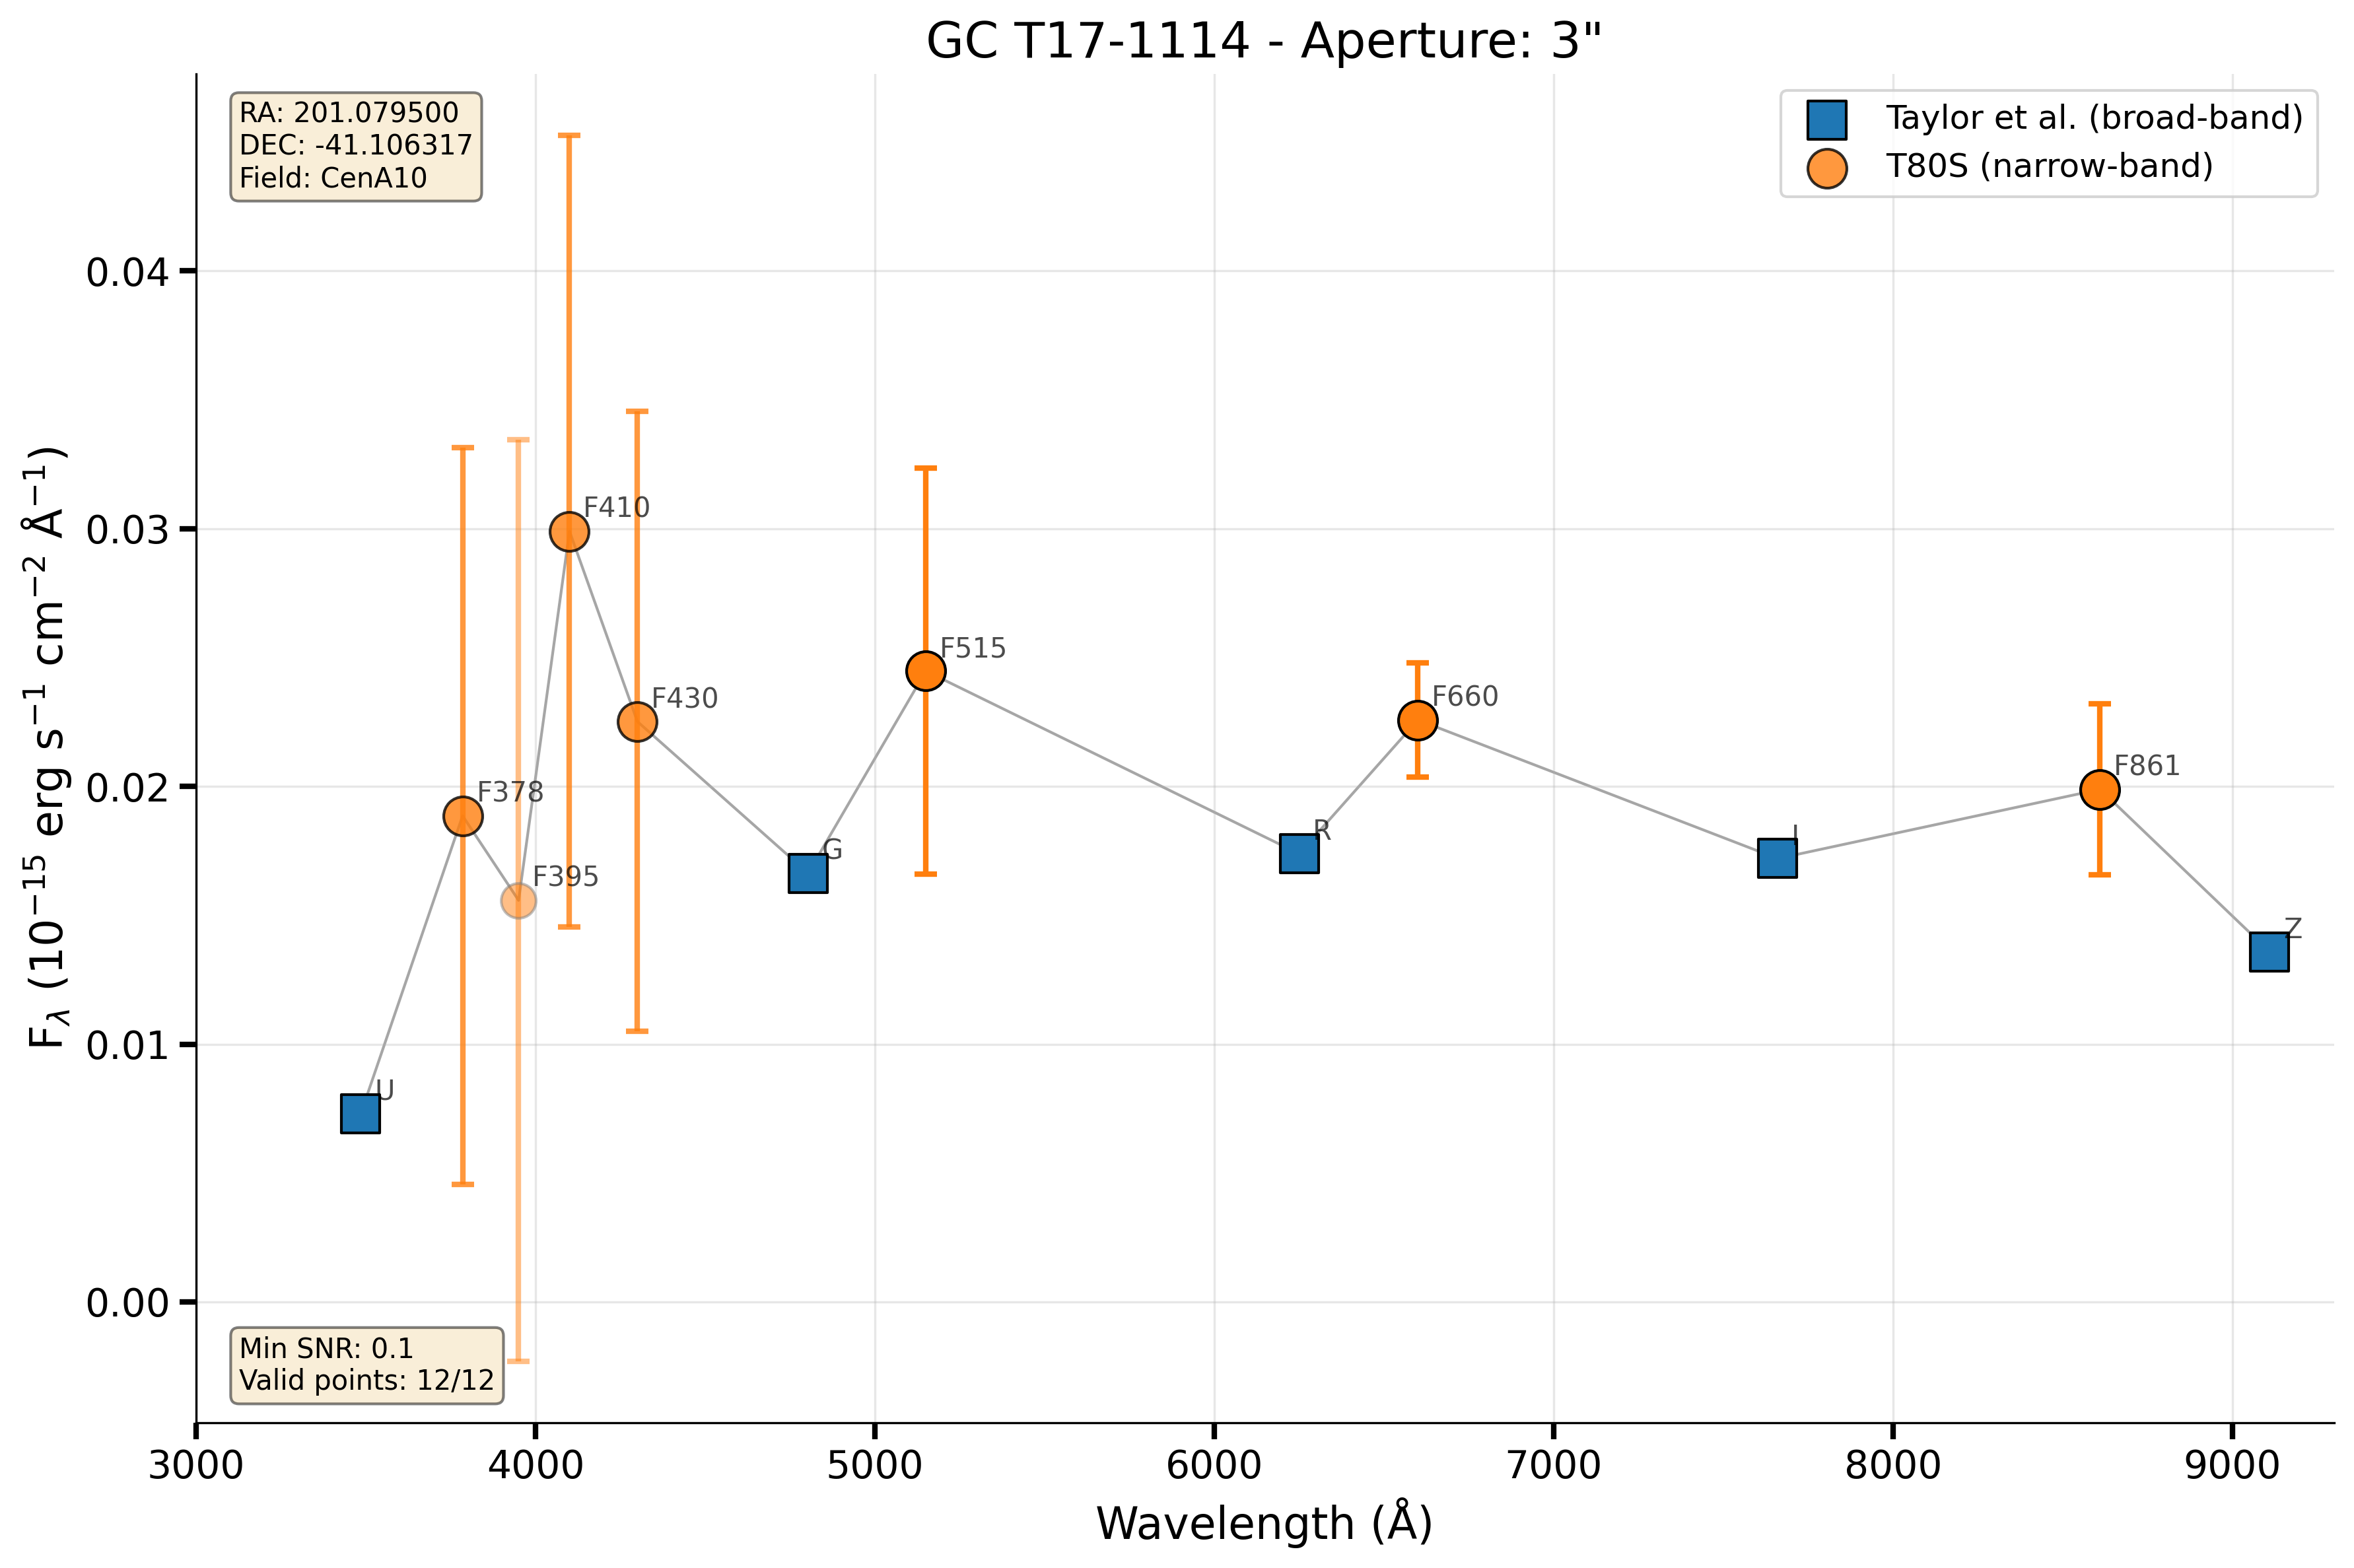 GC T17-1114 - Aperture: 3"
RA: 201.079500
DEC: -41.106317
Field: CenA10
Taylor et al. (broad-band)
T80S (narrow-band)
F$_λ$ (10$^{−15}$ erg s$^{−1}$ cm$^{−2}$ Å$^{−1}$)
0.04
0.03
0.02
0.01
0.00
U
F378
F395
F410
F430
G
F515
R
F660
I
F861
Z
Min SNR: 0.1
Valid points: 12/12
3000
4000
5000
6000
7000
8000
9000
Wavelength (Å)